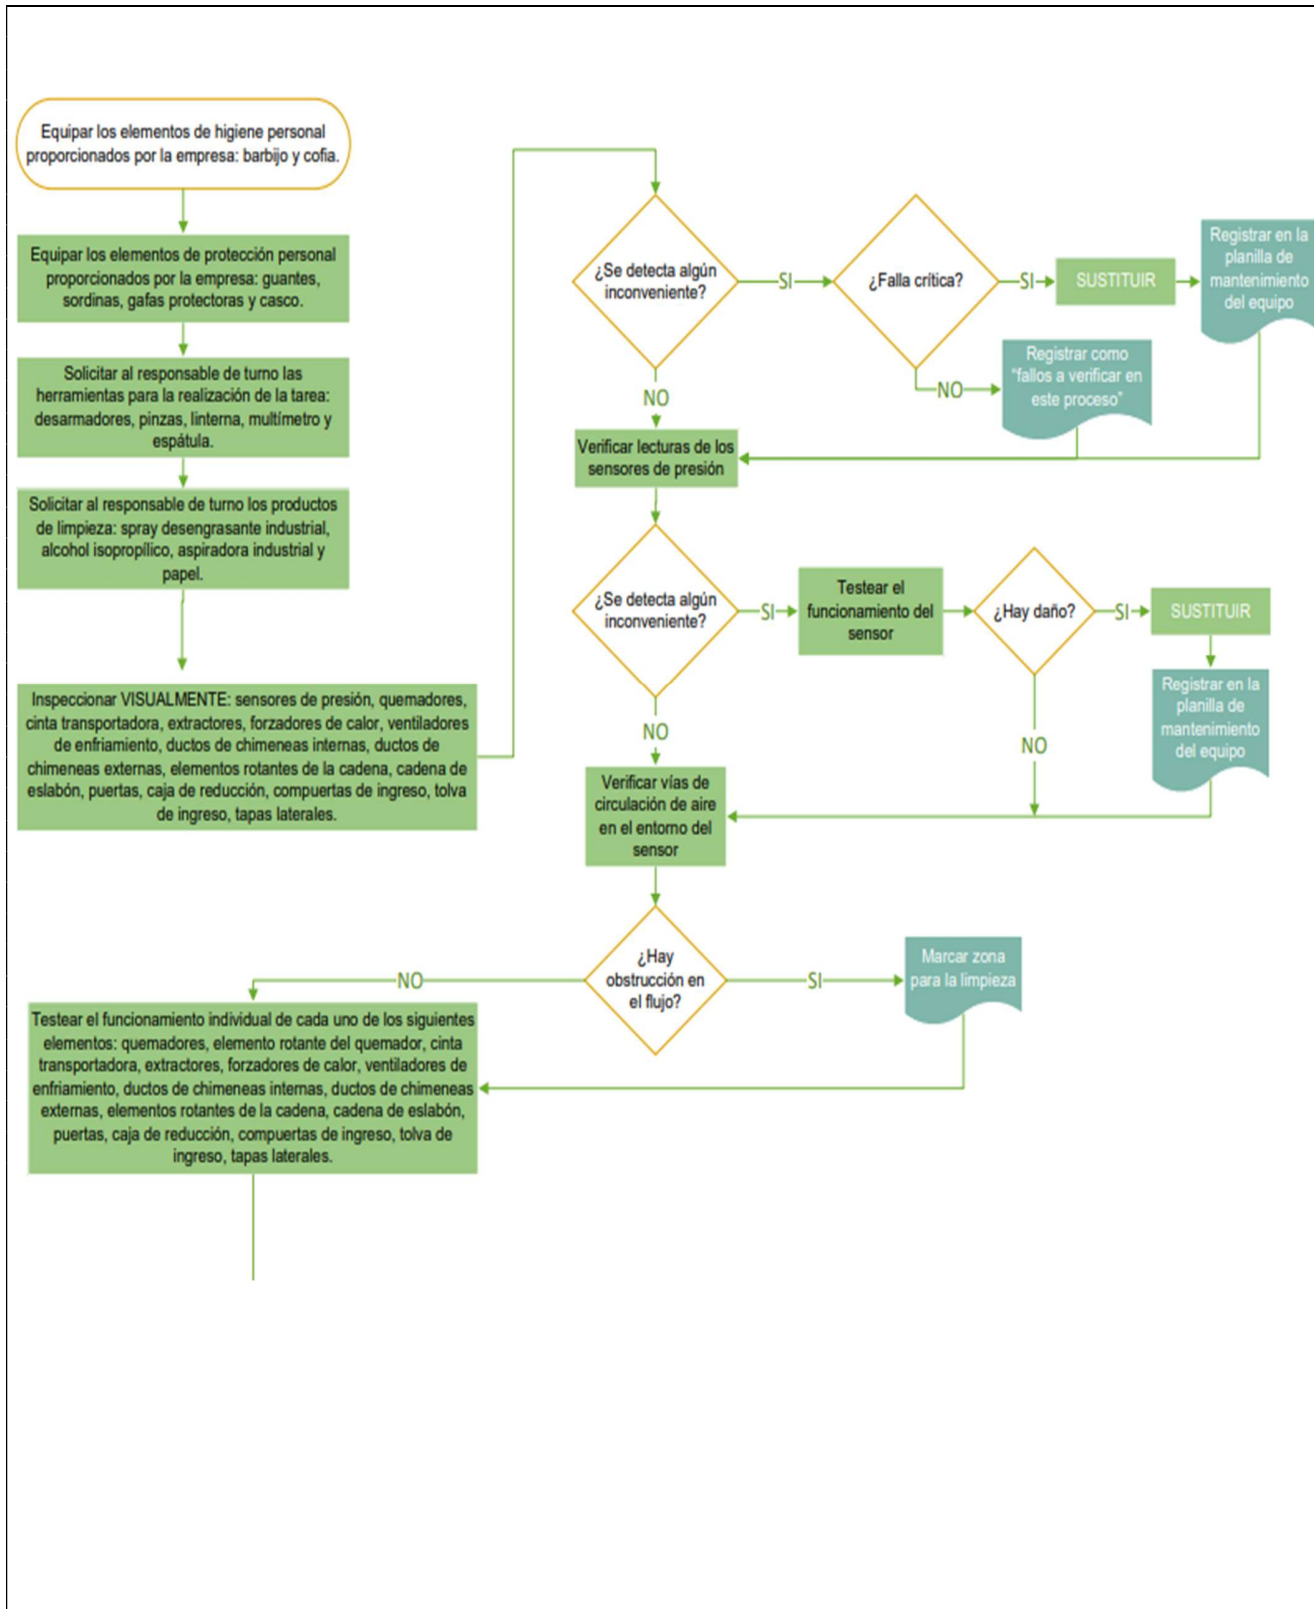 Equipar los elementos de higiene personal
proporcionados por la empresa: barbijo y cofia.
Equipar los elementos de protección personal
proporcionados por la empresa: guantes,
sordinas, gafas protectoras y casco.
Solicitar al responsable de turno las
herramientas para la realización de la tarea:
desarmadores, pinzas, linterna, multímetro y
espátula.
Solicitar al responsable de turno los productos
de limpieza: spray desengrasante industrial,
alcohol isopropílico, aspiradora industrial y
papel.
Inspeccionar VISUALMENTE: sensores de presión, quemadores,
cinta transportadora, extractores, forzadores de calor, ventiladores
de enfriamiento, ductos de chimeneas internas, ductos de
chimeneas externas, elementos rotantes de la cadena, cadena de
eslabón, puertas, caja de reducción, compuertas de ingreso, tolva
de ingreso, tapas laterales.
¿Se detecta algún
inconveniente?
SI
¿Falla crítica?
SI
SUSTITUIR
Registrar en la
planilla de
mantenimiento
del equipo
NO
Registrar como
“fallos a verificar en
este proceso”
NO
Verificar lecturas de los
sensores de presión
¿Se detecta algún
inconveniente?
SI
Testear el
funcionamiento del
sensor
¿Hay daño?
SI
SUSTITUIR
Registrar en la
planilla de
mantenimiento
del equipo
NO
NO
Verificar vías de
circulación de aire
en el entorno del
sensor
¿Hay
obstrucción en
el flujo?
SI
Marcar zona
para la limpieza
NO
Testear el funcionamiento individual de cada uno de los siguientes
elementos: quemadores, elemento rotante del quemador, cinta
transportadora, extractores, forzadores de calor, ventiladores de
enfriamiento, ductos de chimeneas internas, ductos de chimeneas
externas, elementos rotantes de la cadena, cadena de eslabón,
puertas, caja de reducción, compuertas de ingreso, tolva de
ingreso, tapas laterales.